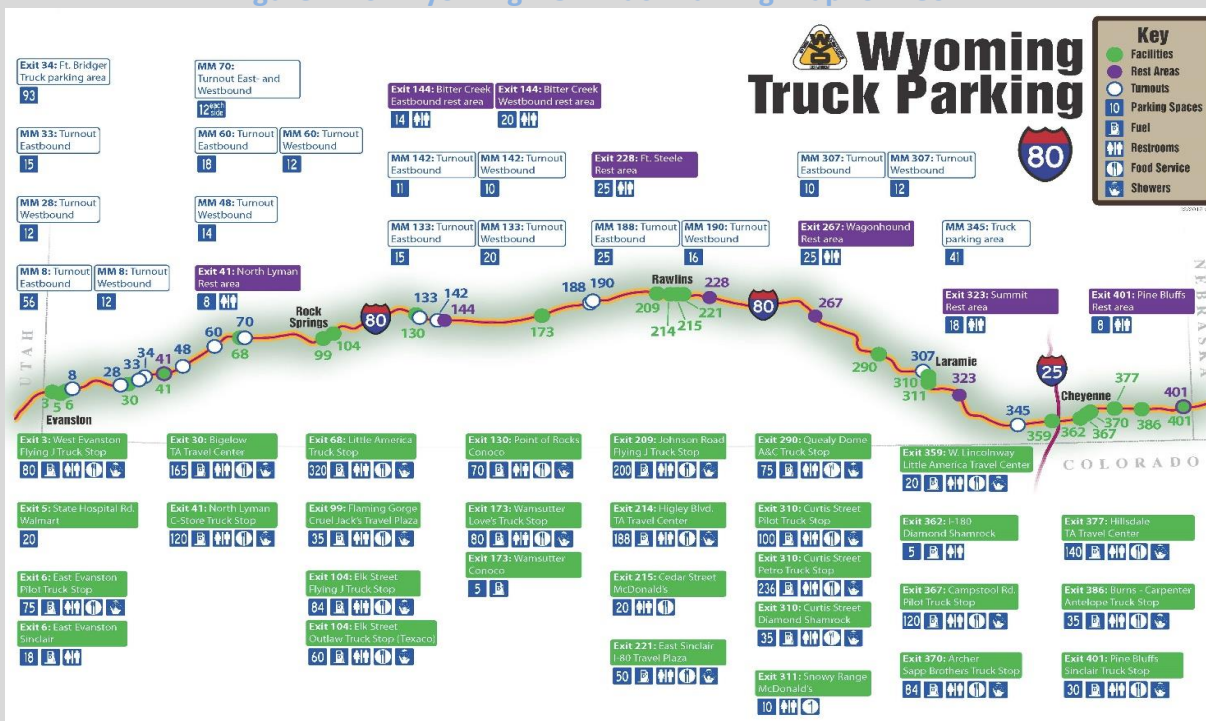 Wyoming
Truck Parking
80
Key
Facilities
Rest Areas
Turnouts
10 Parking Spaces
Fuel
Restrooms
Food Service
Showers
Exit 34: Ft. Bridger
Truck parking area
93
MM 70:
Turnout East- and
Westbound
12 each side
Exit 144: Bitter Creek
Eastbound rest area
14
Exit 144: Bitter Creek
Westbound rest area
20
MM 33: Turnout
Eastbound
15
MM 60: Turnout
Eastbound
18
MM 60: Turnout
Westbound
12
MM 142: Turnout
Eastbound
11
MM 142: Turnout
Westbound
10
Exit 228: Ft. Steele
Rest area
25
MM 307: Turnout
Eastbound
10
MM 307: Turnout
Westbound
12
MM 28: Turnout
Westbound
12
MM 48: Turnout
Westbound
14
MM 133: Turnout
Eastbound
15
MM 133: Turnout
Westbound
20
MM 188: Turnout
Eastbound
25
MM 190: Turnout
Westbound
16
Exit 267: Wagonhound
Rest area
25
MM 345: Truck
parking area
41
MM 8: Turnout
Eastbound
56
MM 8: Turnout
Westbound
12
Exit 41: North Lyman
Rest area
8
Exit 323: Summit
Rest area
18
Exit 401: Pine Bluffs
Rest area
8
UTAH
NEBRASKA
COLORADO
Evanston
Rock
Springs
Rawlins
Laramie
Cheyenne
80
80
25
3
5
6
8
28
30
33
34
41
41
48
60
68
70
99
104
130
133
142
144
173
188
190
209
214
215
221
228
267
290
307
310
311
323
345
359
362
367
370
377
386
401
401
Exit 3: West Evanston
Flying J Truck Stop
80
Exit 30: Bigelow
TA Travel Center
165
Exit 68: Little America
Truck Stop
320
Exit 130: Point of Rocks
Conoco
70
Exit 209: Johnson Road
Flying J Truck Stop
200
Exit 290: Quealy Dome
A&C Truck Stop
75
Exit 359: W. Lincolnway
Little America Travel Center
20
Exit 5: State Hospital Rd.
Walmart
20
Exit 41: North Lyman
C-Store Truck Stop
120
Exit 99: Flaming Gorge
Cruel Jack's Travel Plaza
35
Exit 173: Wamsutter
Love's Truck Stop
80
Exit 214: Higley Blvd.
TA Travel Center
188
Exit 310: Curtis Street
Pilot Truck Stop
100
Exit 362: I-180
Diamond Shamrock
5
Exit 377: Hillsdale
TA Travel Center
140
Exit 6: East Evanston
Pilot Truck Stop
75
Exit 104: Elk Street
Flying J Truck Stop
84
Exit 173: Wamsutter
Conoco
5
Exit 215: Cedar Street
McDonald's
20
Exit 310: Curtis Street
Petro Truck Stop
236
Exit 367: Campstool Rd.
Pilot Truck Stop
120
Exit 386: Burns - Carpenter
Antelope Truck Stop
35
Exit 6: East Evanston
Sinclair
18
Exit 104: Elk Street
Outlaw Truck Stop (Texaco)
60
Exit 221: East Sinclair
I-80 Travel Plaza
50
Exit 310: Curtis Street
Diamond Shamrock
35
Exit 311: Snowy Range
McDonald's
10
Exit 370: Archer
Sapp Brothers Truck Stop
84
Exit 401: Pine Bluffs
Sinclair Truck Stop
30